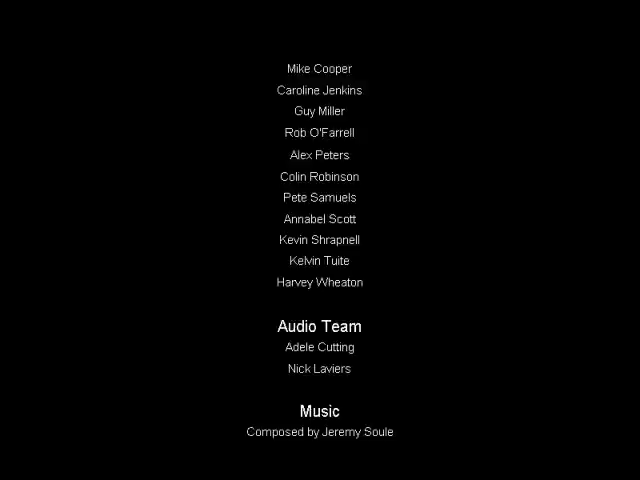 Mike Cooper
Caroline Jenkins
Guy Miller
Rob O'Farrell
Alex Peters
Colin Robinson
Pete Samuels
Annabel Scott
Kevin Shrapnell
Kelvin Tuite
Harvey Wheaton
Audio Team
Adele Cutting
Nick Laviers
Music
Composed by Jeremy Soule